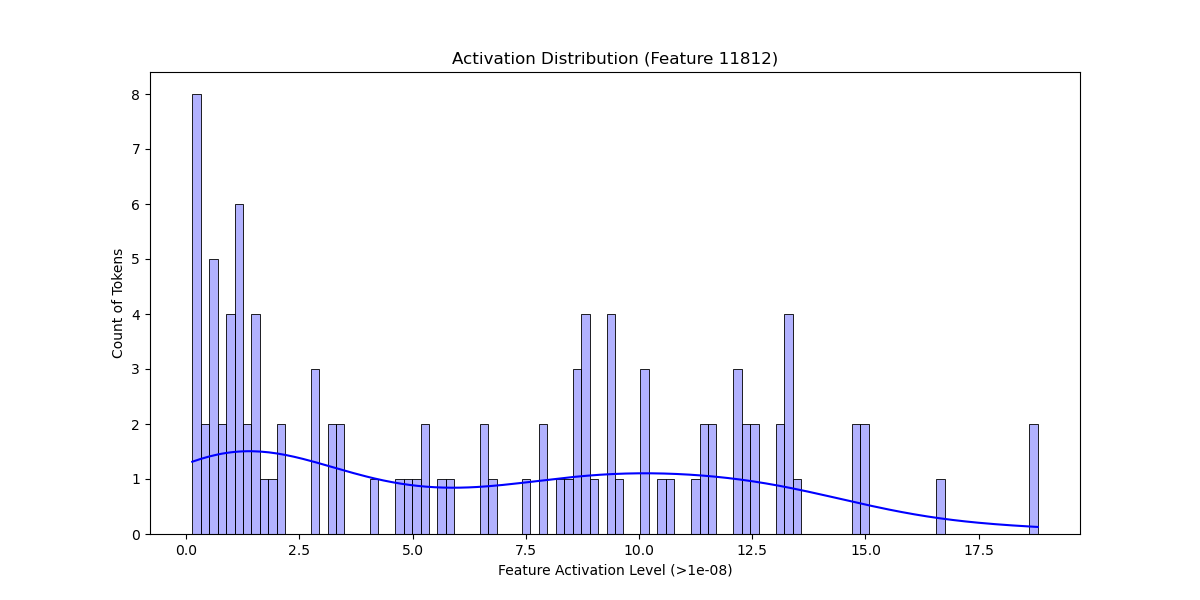 Activation Distribution (Feature 11812)
8
7
6
5
4
3
2
1
0
Count of Tokens
0.0 2.5 5.0 7.5 10.0 12.5 15.0 17.5
Feature Activation Level (>1e-08)